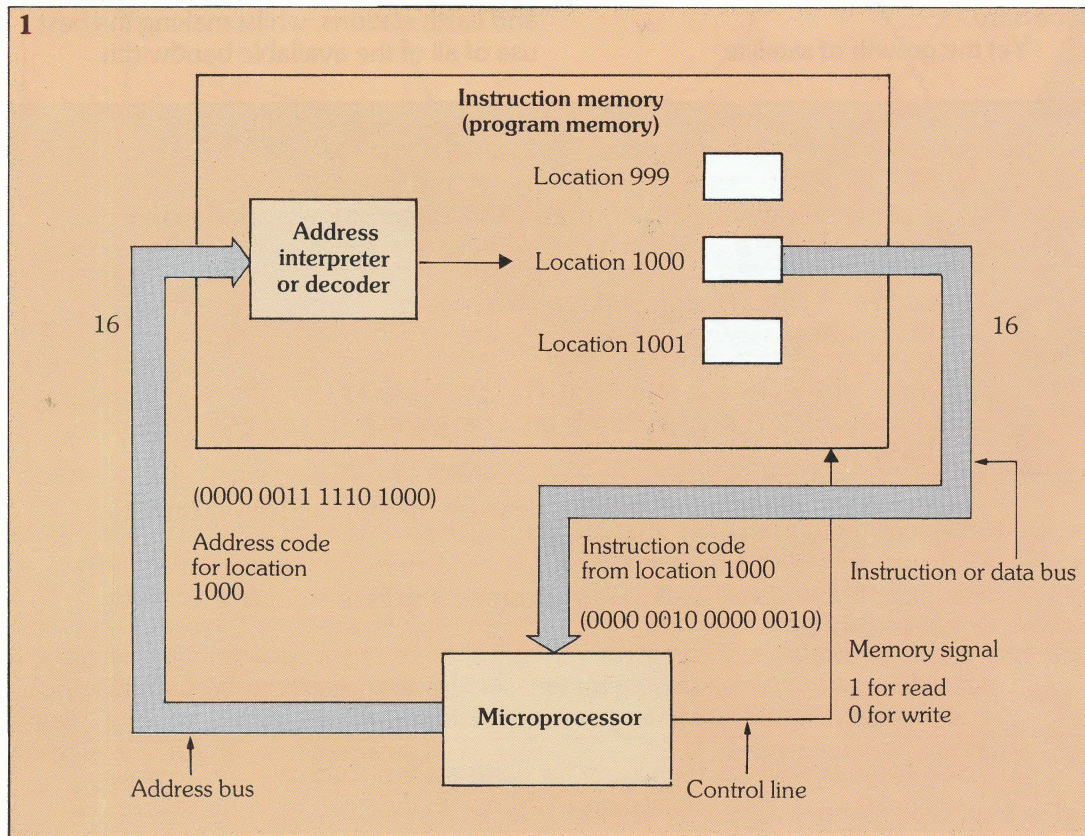 1
Instruction memory
(program memory)
Location 999
Address
interpreter
or decoder
Location 1000
Location 1001
16
16
(0000 0011 1110 1000)
Address code
for location
1000
Instruction code
from location 1000
(0000 0010 0000 0010)
Instruction or data bus
Memory signal
1 for read
0 for write
Microprocessor
Address bus
Control line